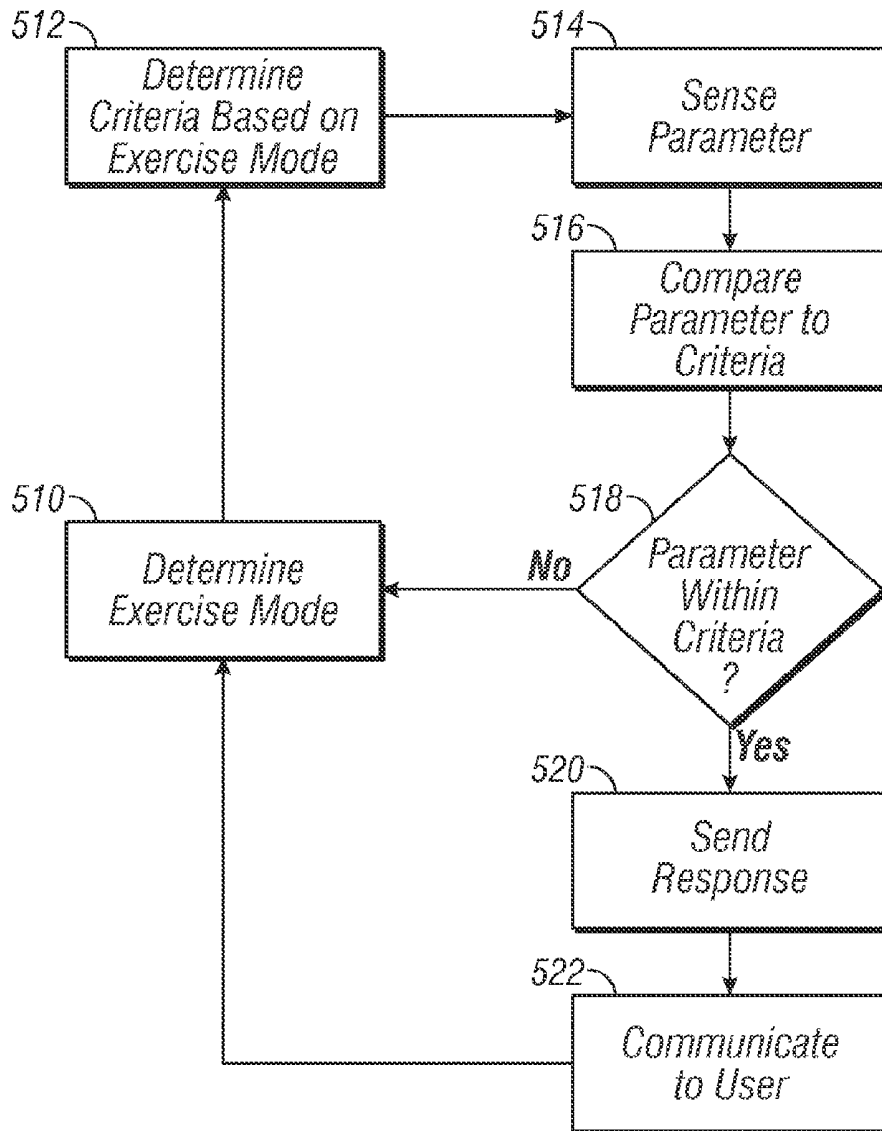 512
Determine
Criteria Based on
Exercise Mode
514
Sense
Parameter
516
Compare
Parameter to
Criteria
518
Parameter
Within
Criteria
?
No
510
Determine
Exercise Mode
Yes
520
Send
Response
522
Communicate
to User